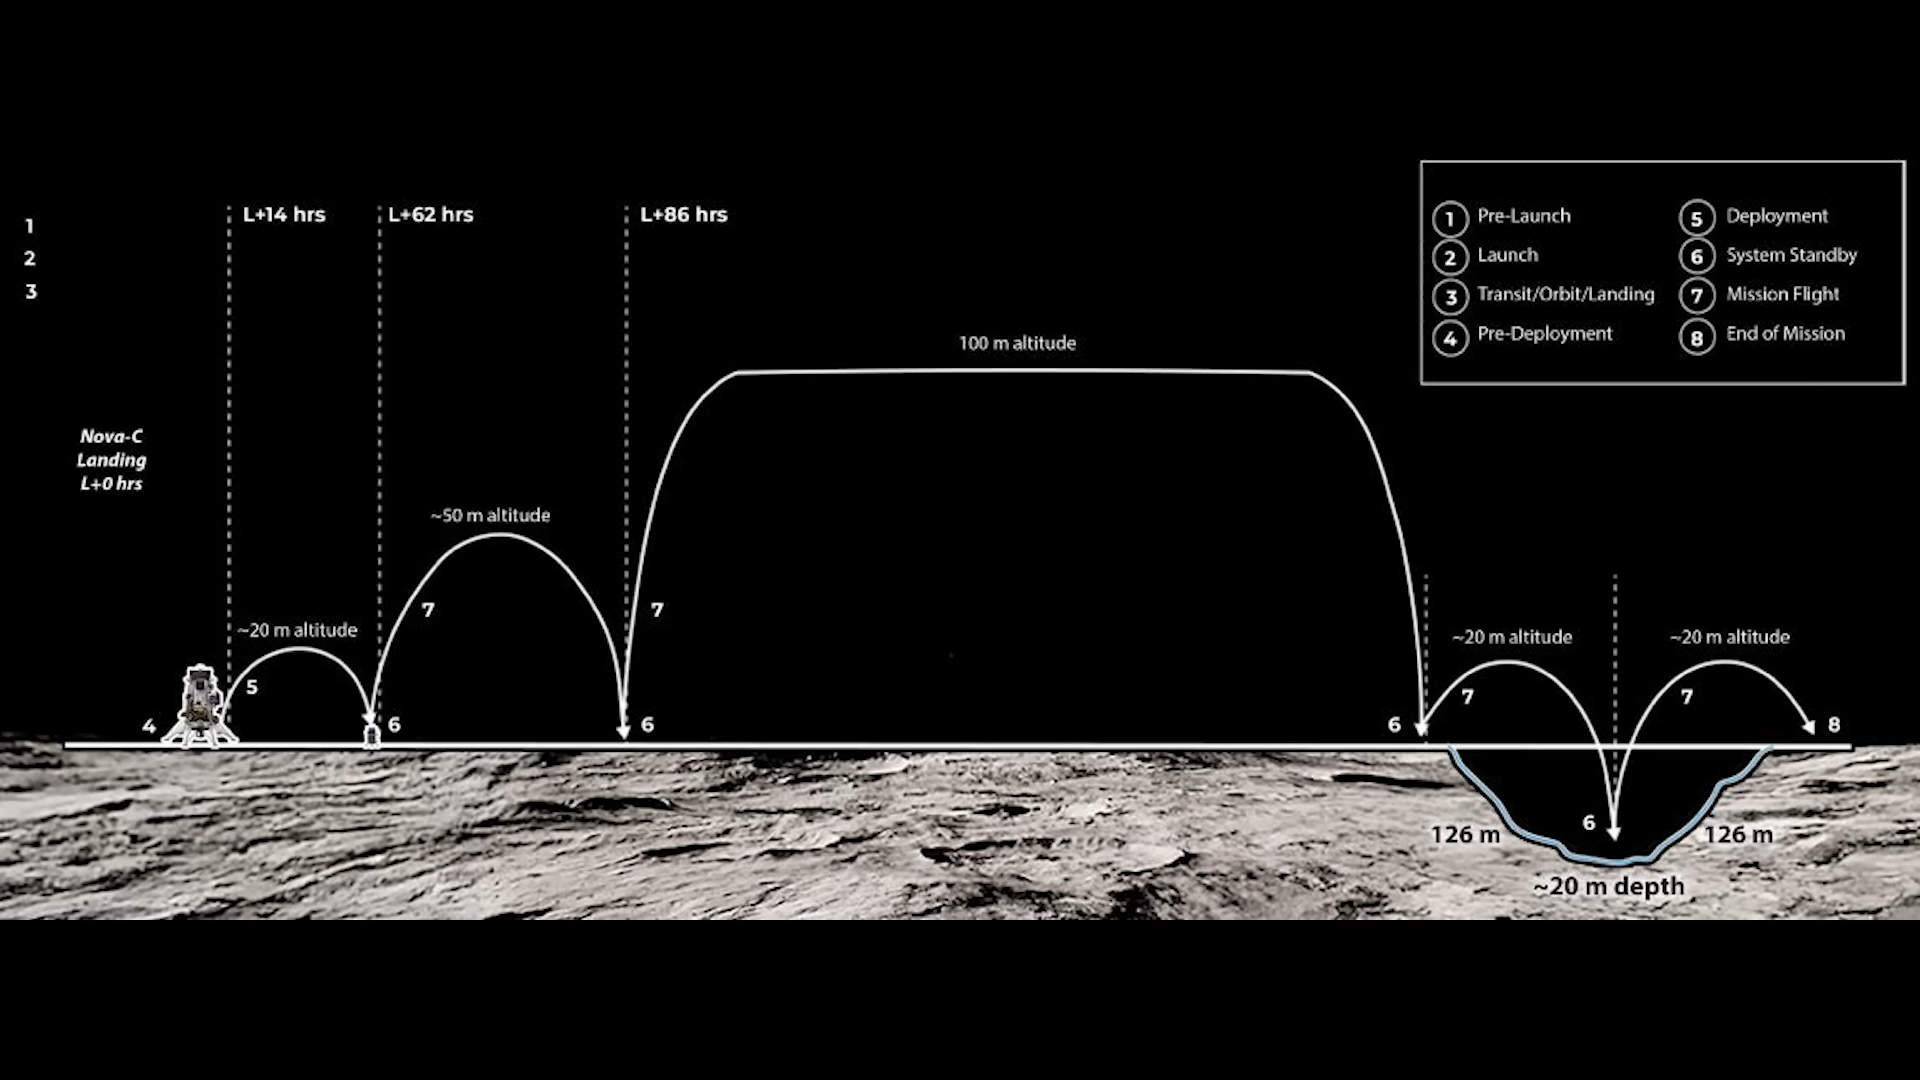 L+14 hrs
L+62 hrs
L+86 hrs
1
2
3
1 Pre-Launch
2 Launch
3 Transit/Orbit/Landing
4 Pre-Deployment
5 Deployment
6 System Standby
7 Mission Flight
8 End of Mission
100 m altitude
Nova-C
Landing
L+0 hrs
~50 m altitude
7
7
~20 m altitude
~20 m altitude
~20 m altitude
5
7
7
4
6
6
6
8
6
126 m
126 m
~20 m depth